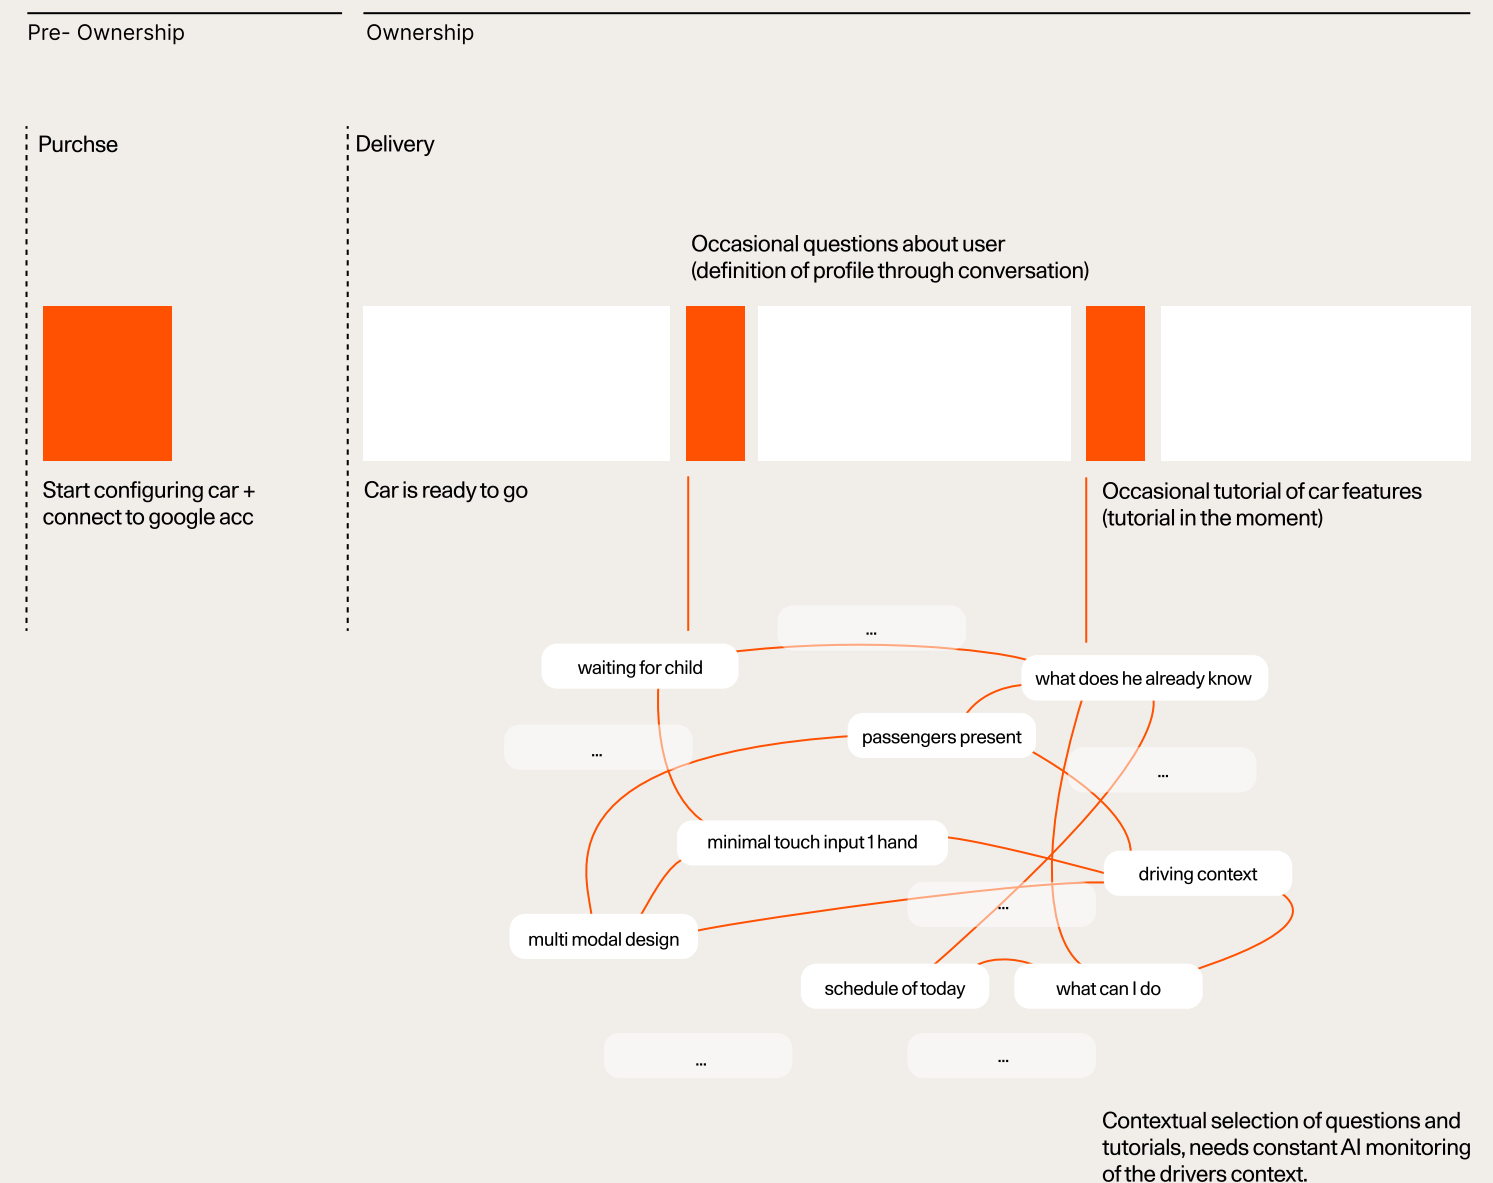 Pre- Ownership
Ownership
Purchse
Delivery
Occasional questions about user
(definition of profile through conversation)
Start configuring car +
connect to google acc
Car is ready to go
Occasional tutorial of car features
(tutorial in the moment)
...
waiting for child
what does he already know
passengers present
...
...
minimal touch input 1 hand
driving context
...
multi modal design
schedule of today
what can I do
...
...
Contextual selection of questions and
tutorials, needs constant AI monitoring
of the drivers context.